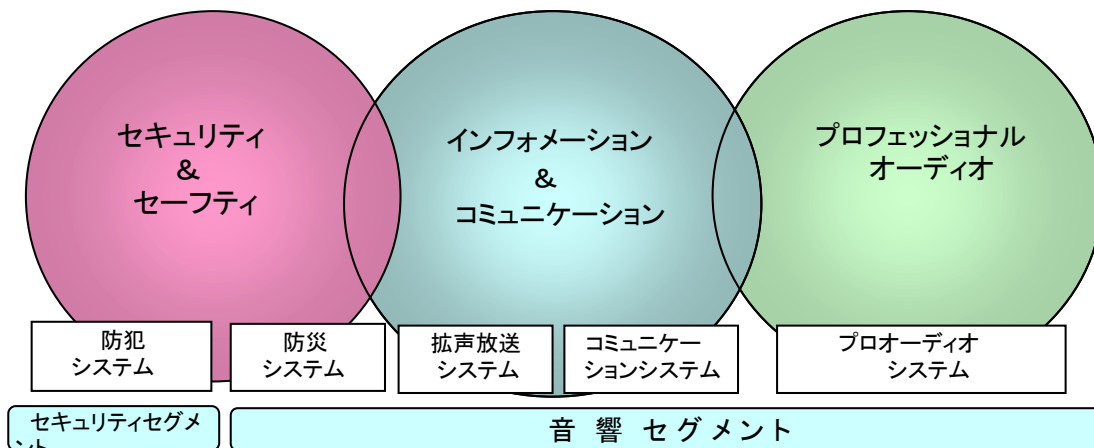 セキュリティ
&
セーフティ
インフォメーション
&
コミュニケーション
プロフェッショナル
オーディオ
防犯
システム
防災
システム
拡声放送
システム
コミュニケー
ションシステム
プロオーディオ
システム
セキュリティセグメ
ント
音 響 セグメント